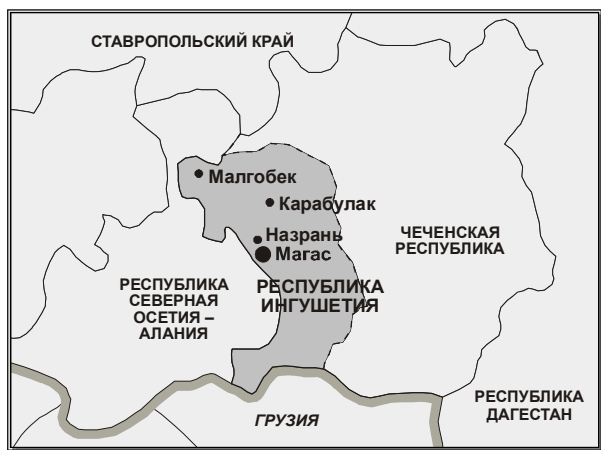 СТАВРОПОЛЬСКИЙ КРАЙ
Малгобек
Карабулак
Назрань
Магас
ЧЕЧЕНСКАЯ
РЕСПУБЛИКА
РЕСПУБЛИКА
СЕВЕРНАЯ
ОСЕТИЯ –
АЛАНИЯ
РЕСПУБЛИКА
ИНГУШЕТИЯ
РЕСПУБЛИКА
ДАГЕСТАН
ГРУЗИЯ